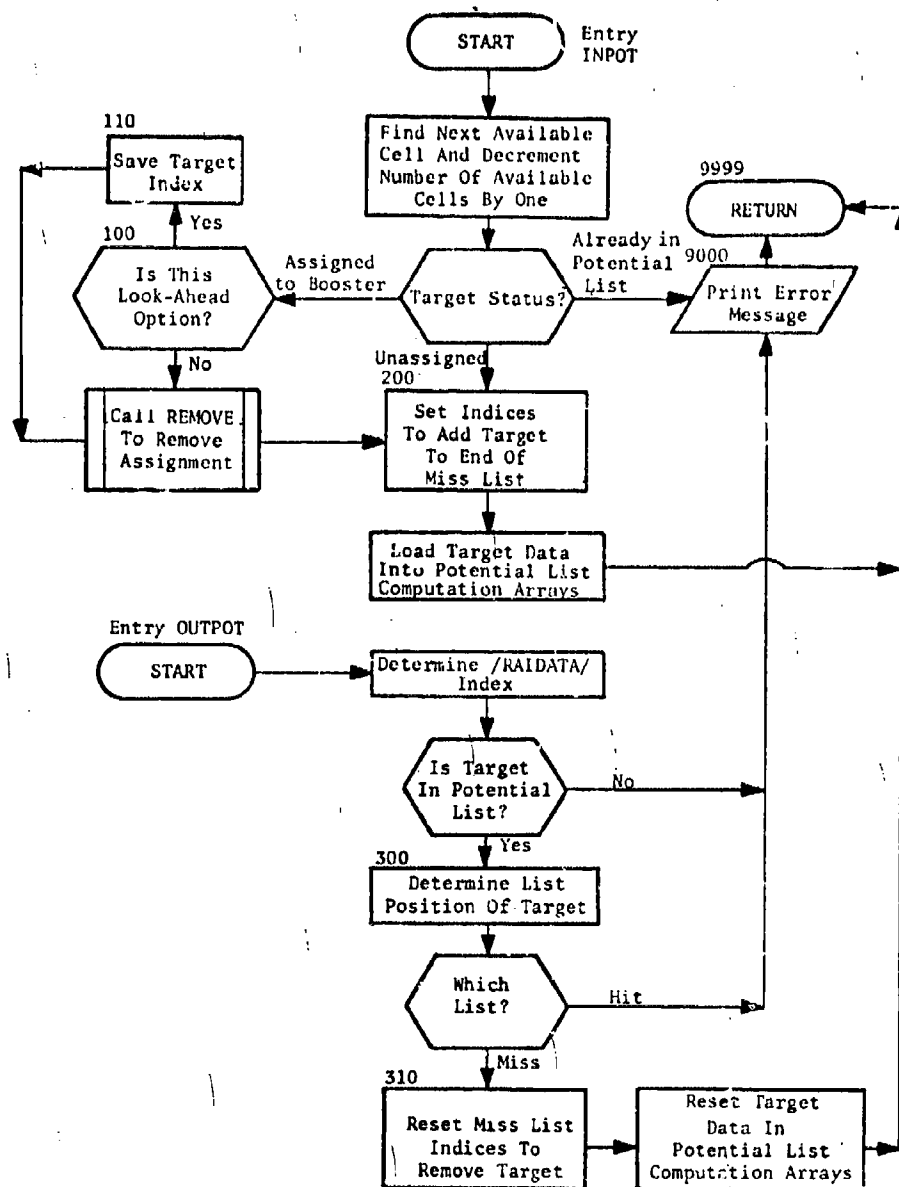 START
Entry
INPOT
Find Next Available
Cell And Decrement
Number Of Available
Cells By One
110
Save Target
Index
Yes
9999
RETURN
100
Is This
Look-Ahead
Option?
Assigned
to Booster
Target Status?
Already in
Potential
List
9000
Print Error
Message
No
Call REMOVE
To Remove
Assignment
Unassigned
200
Set Indices
To Add Target
To End Of
Miss List
Load Target Data
Into Potential List
Computation Arrays
Entry OUTPOT
START
Determine /RAIDATA/
Index
Is Target
In Potential
List?
No
Yes
300
Determine List
Position Of Target
Which
List?
Hit
Miss
310
Reset Miss List
Indices To
Remove Target
Reset Target
Data In
Potential List
Computation Arrays